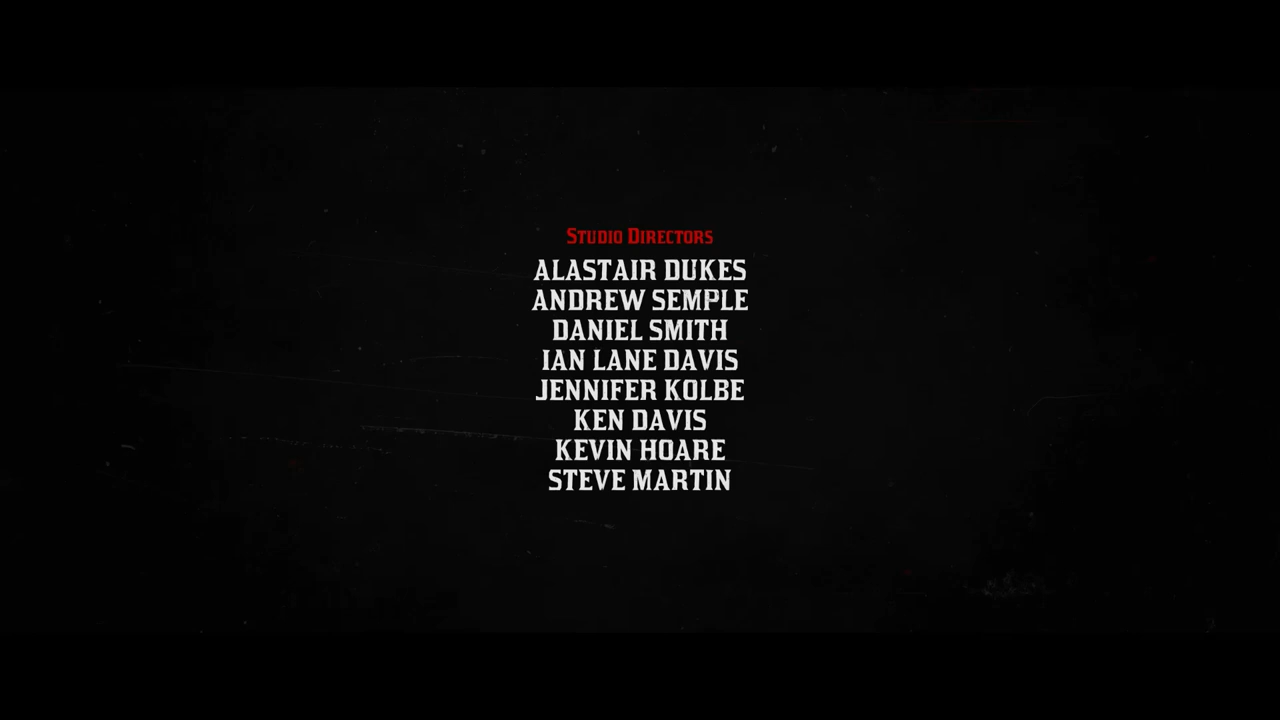 Studio Directors
ALASTAIR DUKES
ANDREW SEMPLE
DANIEL SMITH
IAN LANE DAVIS
JENNIFER KOLBE
KEN DAVIS
KEVIN HOARE
STEVE MARTIN